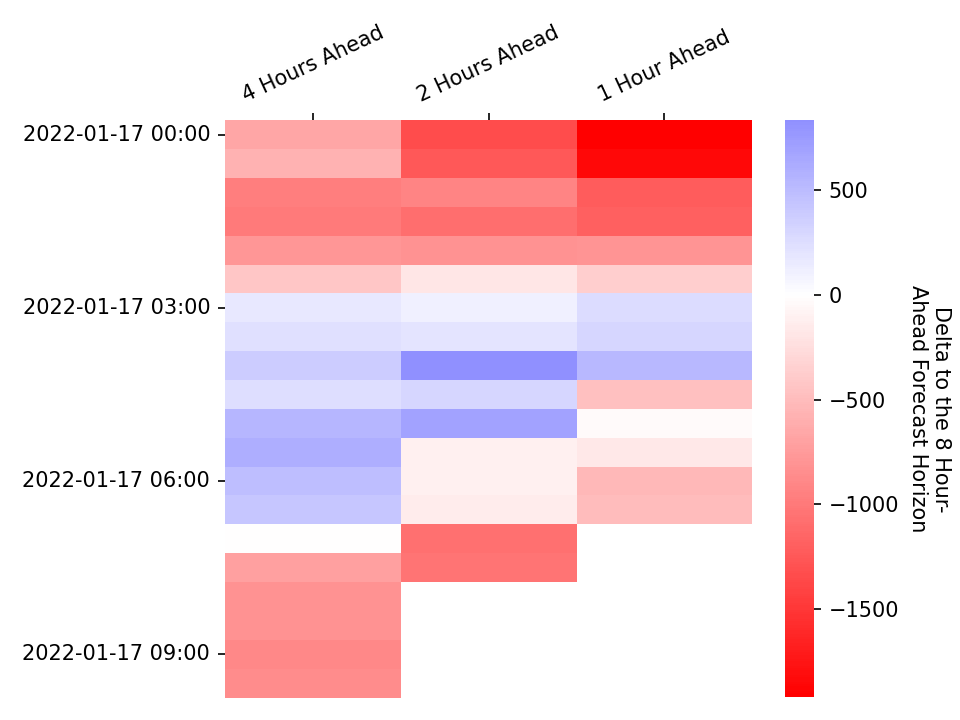 4 Hours Ahead
2 Hours Ahead
1 Hour Ahead
2022-01-17 00:00
2022-01-17 03:00
2022-01-17 06:00
2022-01-17 09:00
500
0
−500
−1000
−1500
Delta to the 8 Hour-
Ahead Forecast Horizon